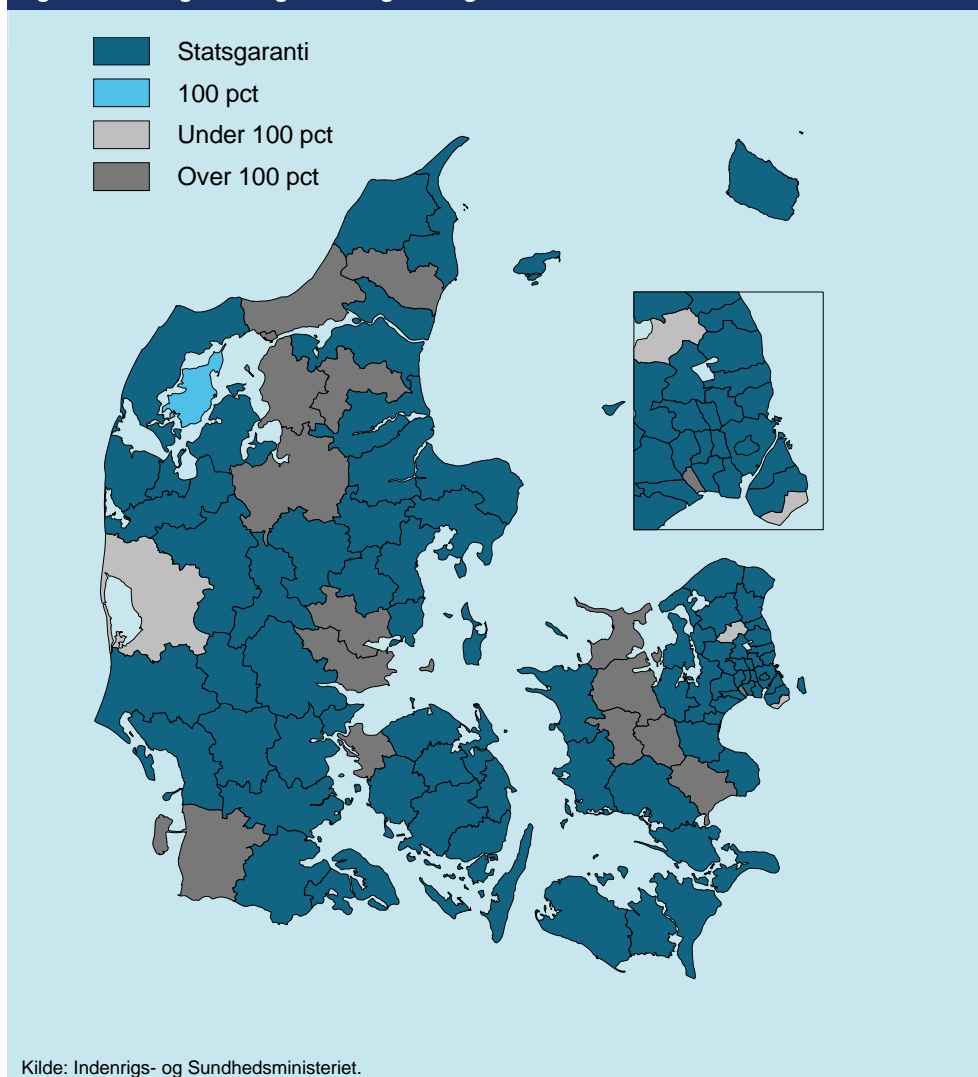 Statsgaranti
100 pct
Under 100 pct
Over 100 pct
Kilde: Indenrigs- og Sundhedsministeriet.